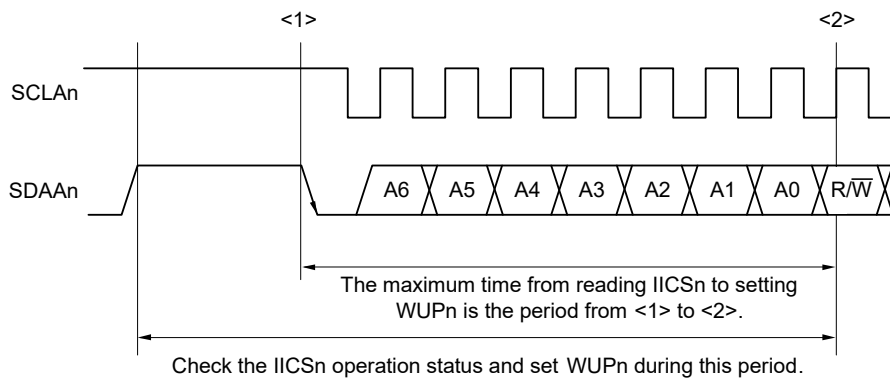 <1> <2>
SCLAn
SDAAn A6 A5 A4 A3 A2 A1 A0 R/W̅
The maximum time from reading IICSn to setting
WUPn is the period from <1> to <2>.
Check the IICSn operation status and set WUPn during this period.